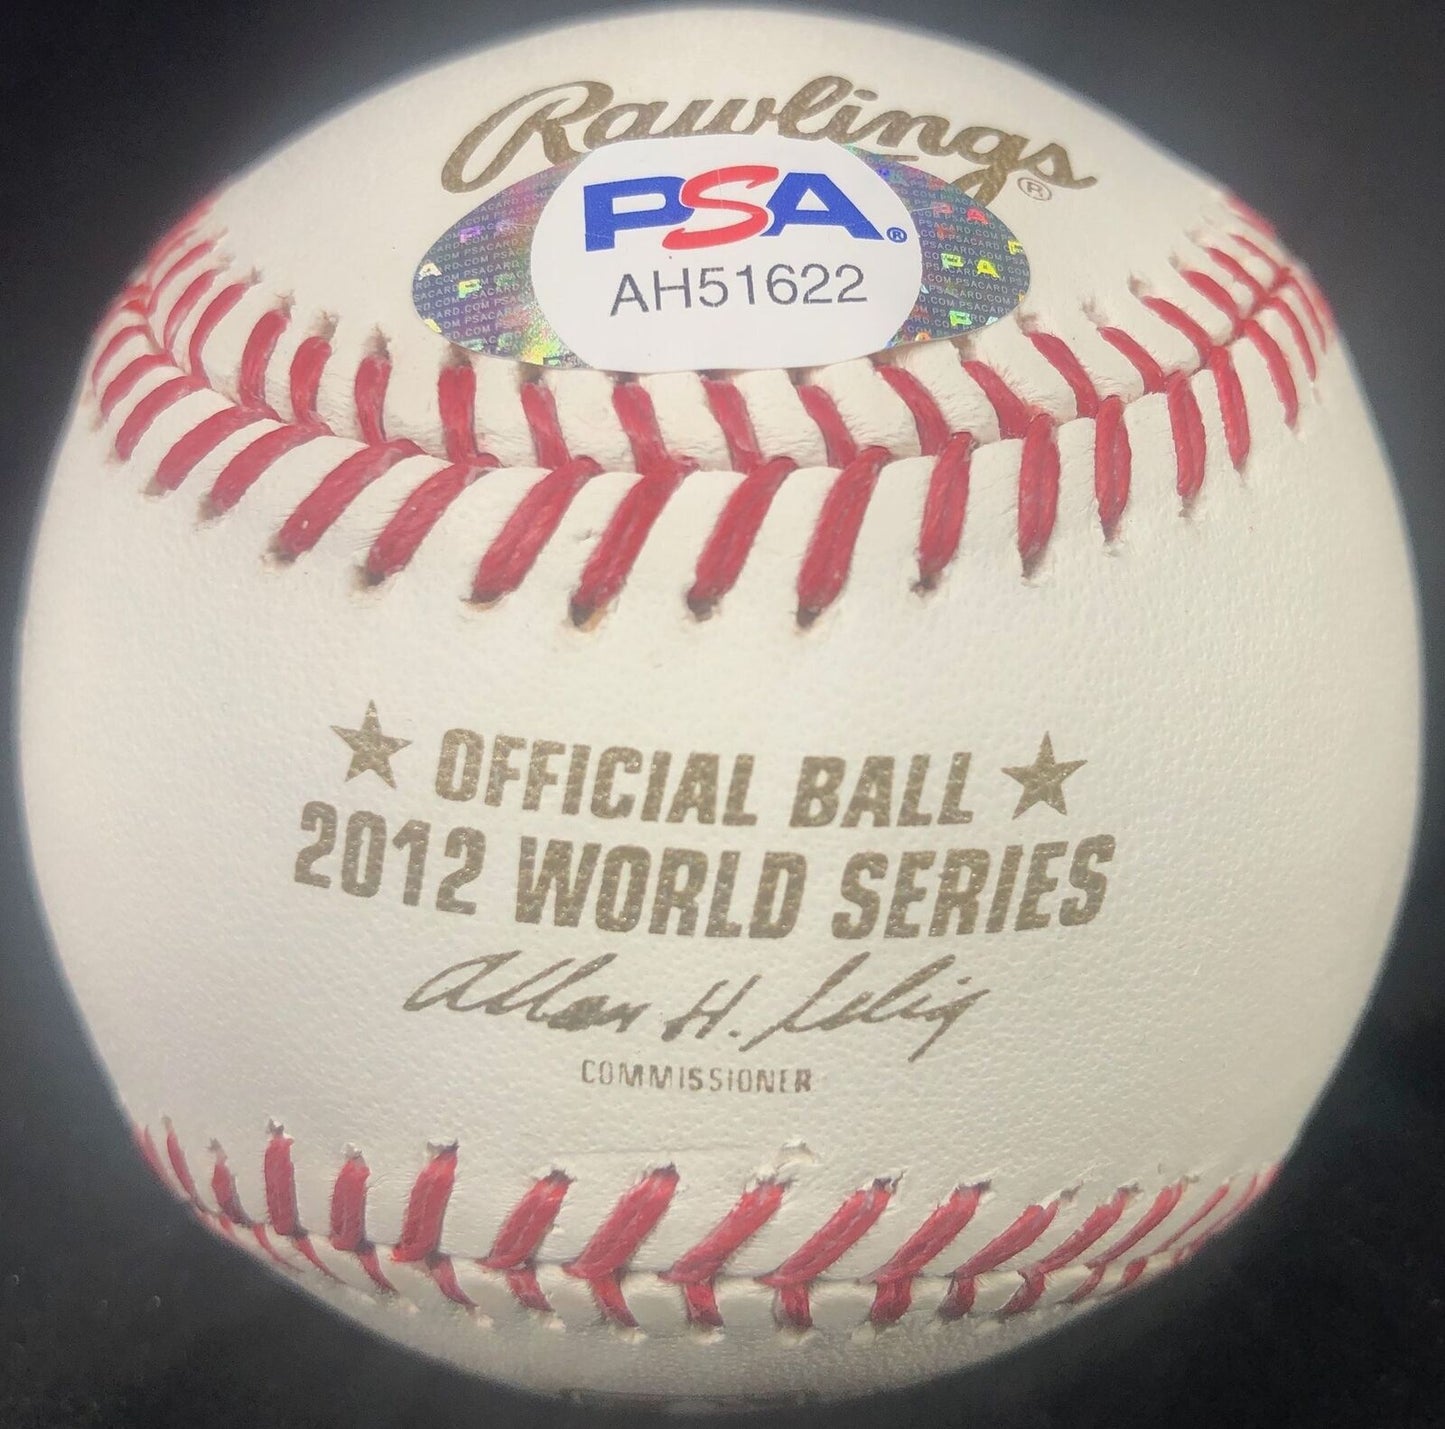 Rawlings®
PSA®
AH51622
★ OFFICIAL BALL ★
2012 WORLD SERIES
Allan H. Selig
COMMISSIONER